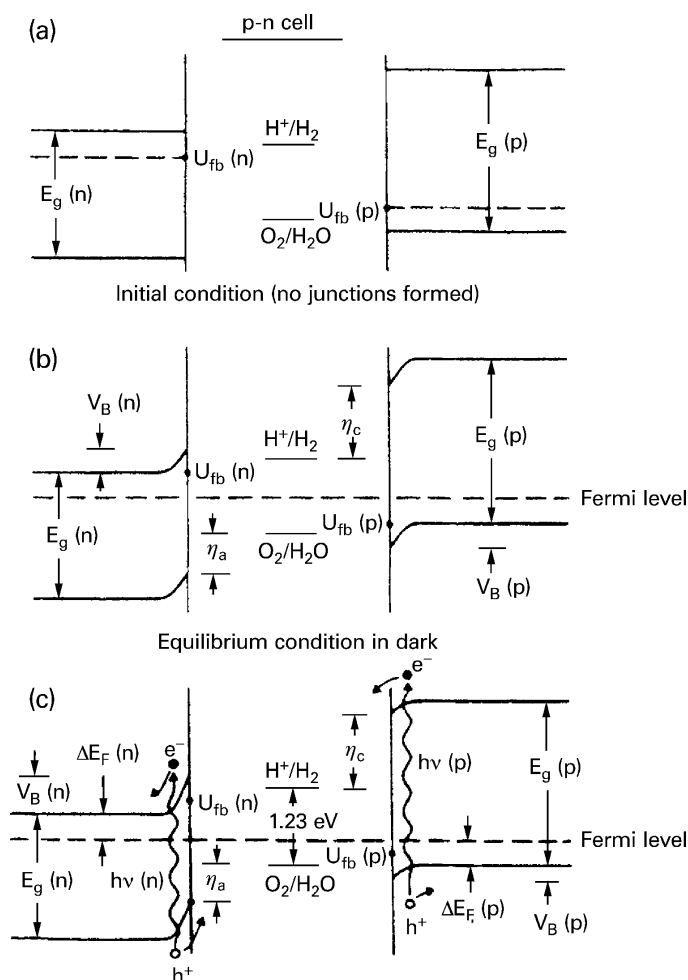 (a)
p-n cell
H⁺/H₂
U_fb (n)
E_g (n)
E_g (p)
U_fb (p)
O₂/H₂O
Initial condition (no junctions formed)
(b)
V_B (n)
η_c
H⁺/H₂
E_g (p)
U_fb (n)
Fermi level
E_g (n)
U_fb (p)
η_a
O₂/H₂O
V_B (p)
Equilibrium condition in dark
(c)
e⁻
e⁻
ΔE_F (n)
η_c
hν (p)
E_g (p)
V_B (n)
H⁺/H₂
U_fb (n)
1.23 eV
Fermi level
U_fb (p)
E_g (n)
hν (n)
η_a
O₂/H₂O
h⁺
ΔE_F (p)
V_B (p)
h⁺